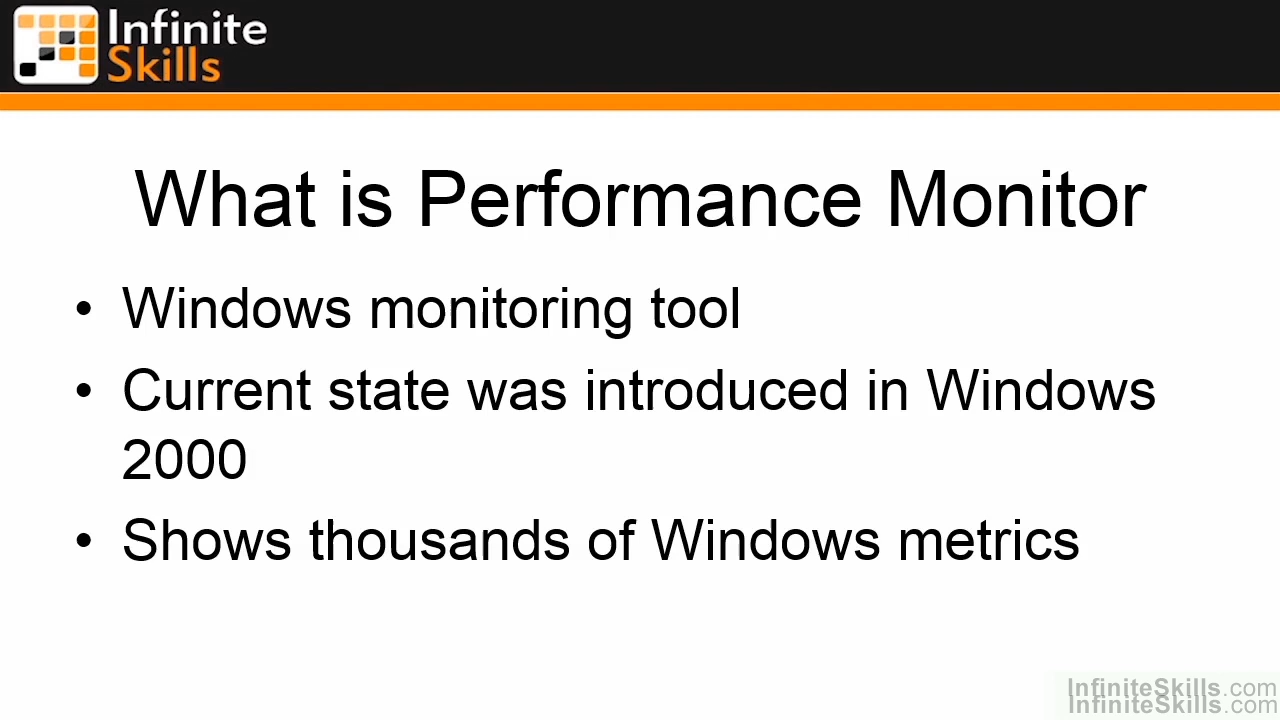 Infinite
Skills
What is Performance Monitor
• Windows monitoring tool
• Current state was introduced in Windows
2000
• Shows thousands of Windows metrics
InfiniteSkills.com
InfiniteSkills.com